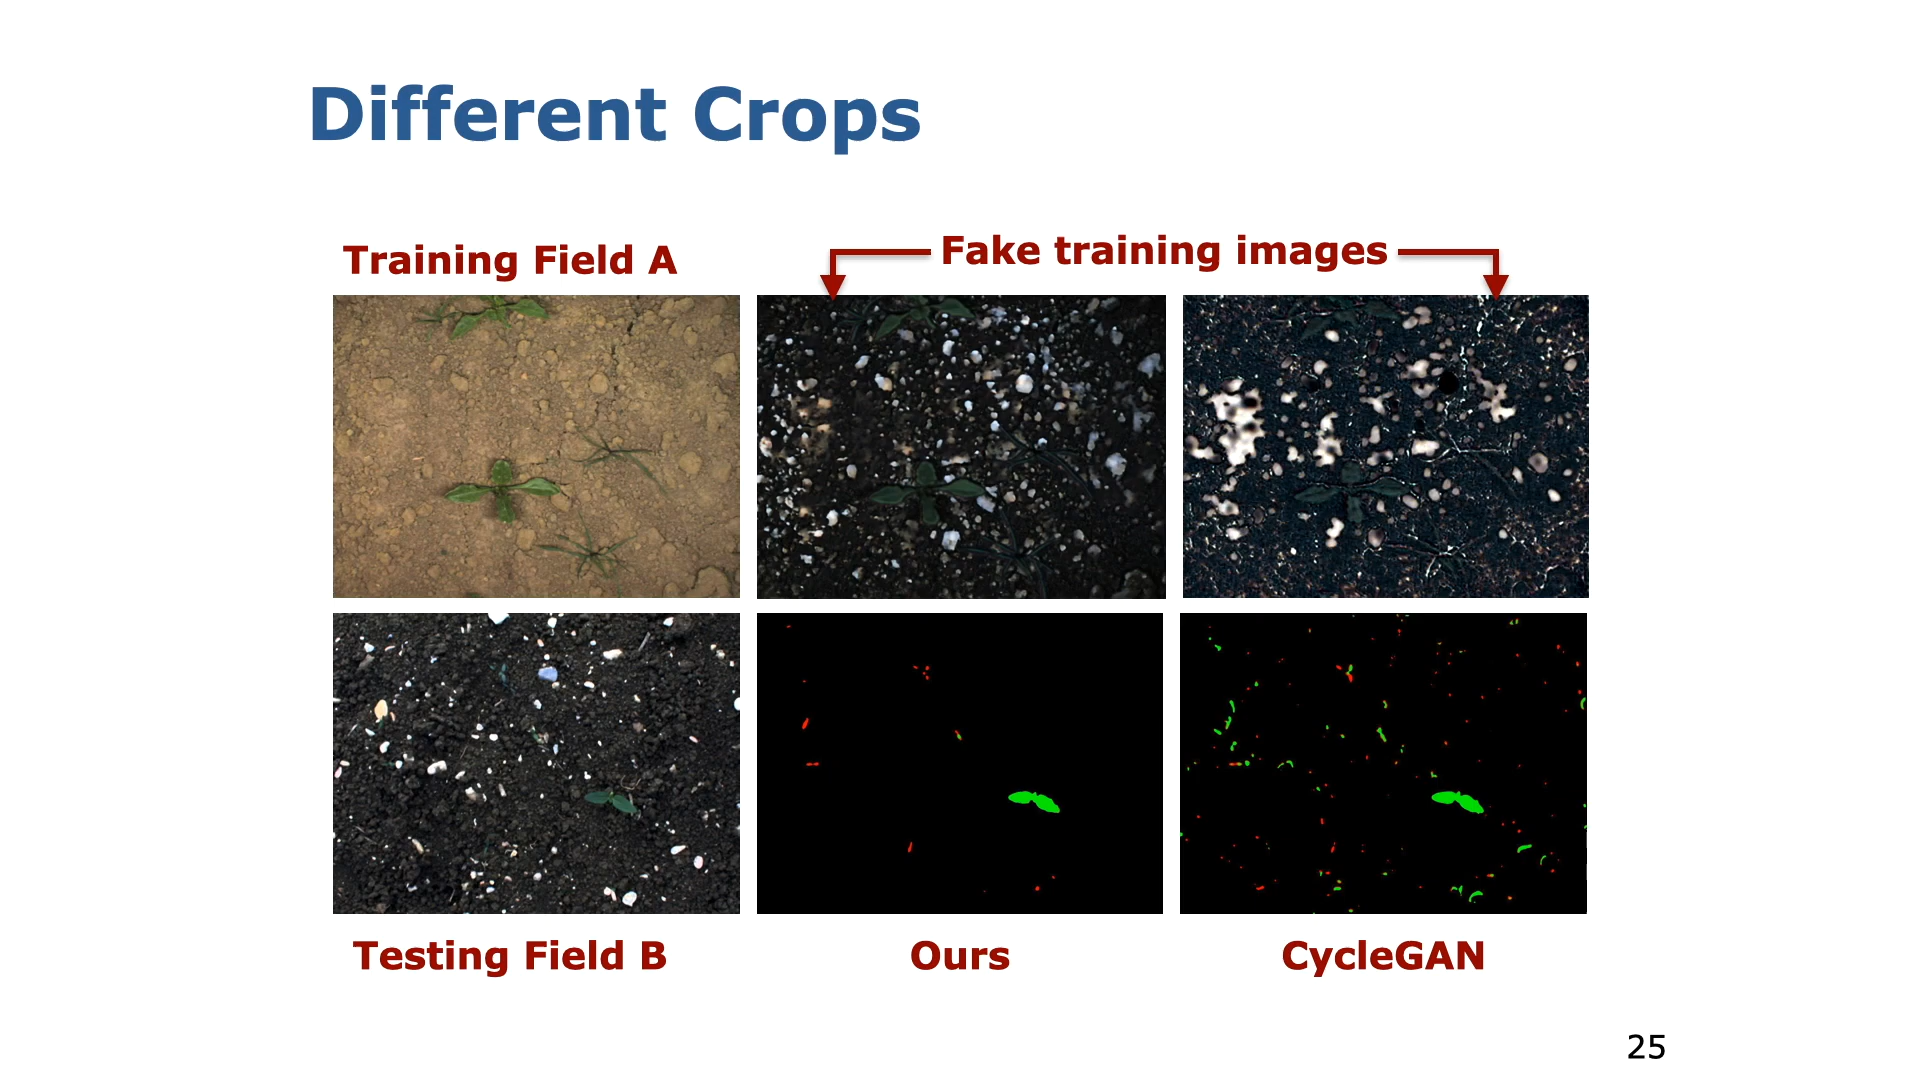 Different Crops
Training Field A
Fake training images
Testing Field B
Ours
CycleGAN
25